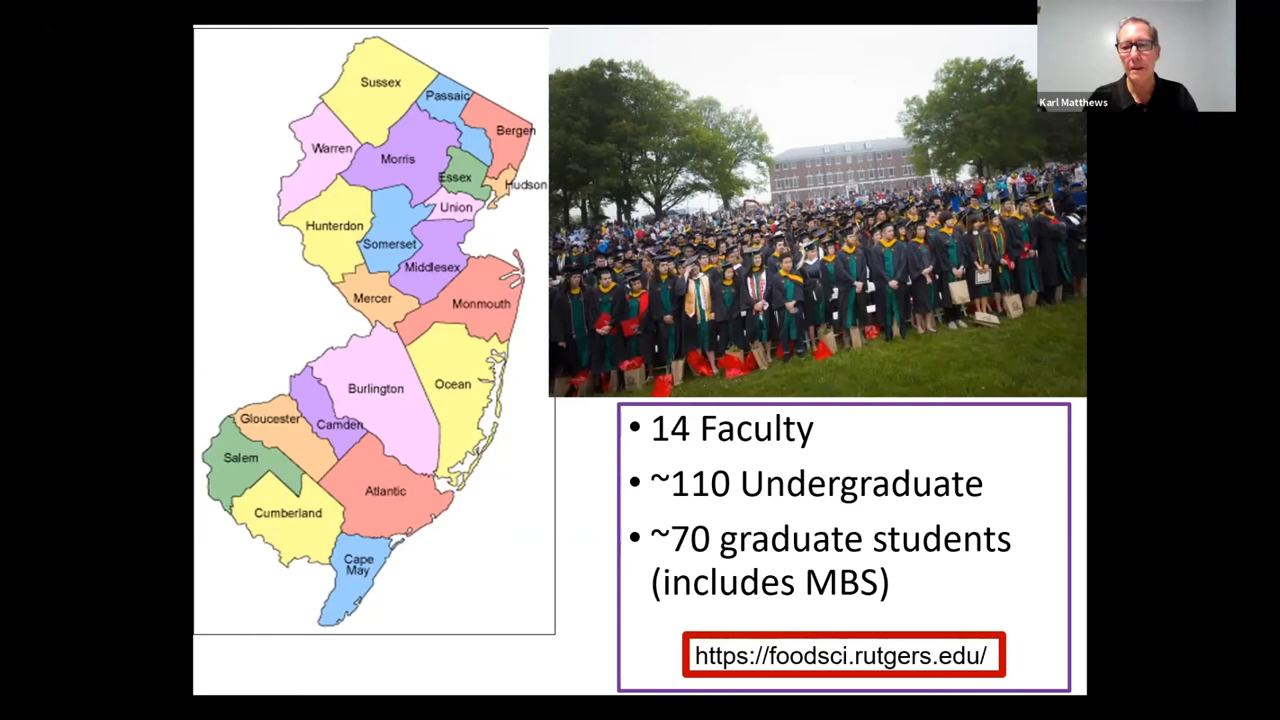 Karl Matthews
Sussex
Passaic
Bergen
Warren
Morris
Essex
Hudson
Union
Hunterdon
Somerset
Middlesex
Mercer
Monmouth
Burlington
Ocean
Gloucester
Camden
Salem
Atlantic
Cumberland
Cape
May
• 14 Faculty
• ~110 Undergraduate
• ~70 graduate students
(includes MBS)
https://foodsci.rutgers.edu/